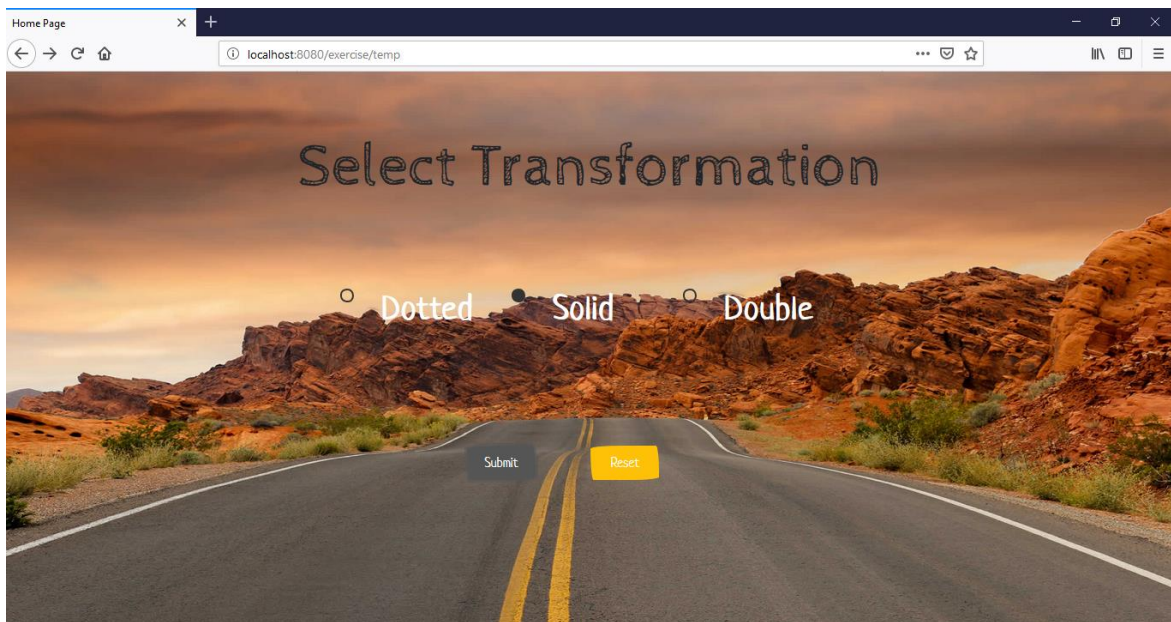 Home Page
localhost:8080/exercise/temp
Select Transformation
Dotted Solid Double
Submit Reset